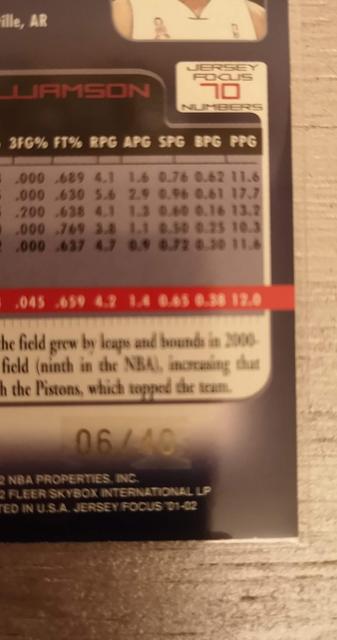 ville, AR
JERSEY
FOCUS
70
NUMBERS
LLIAMSON
3FG% FT% RPG APG SPG BPG PPG
.000 .689 4.1 1.6 0.76 0.62 11.6
.000 .630 5.6 2.9 0.96 0.61 17.7
.200 .638 4.1 1.3 0.60 0.16 13.2
.000 .769 3.8 1.1 0.50 0.25 10.3
.000 .637 4.7 0.9 0.72 0.30 11.6
.045 .659 4.2 1.4 0.65 0.38 12.0
he field grew by leaps and bounds in 2000-
field (ninth in the NBA), increasing that
h the Pistons, which topped the team.
06/40
2 NBA PROPERTIES, INC.
2 FLEER SKYBOX INTERNATIONAL LP
TED IN U.S.A. JERSEY FOCUS '01-02